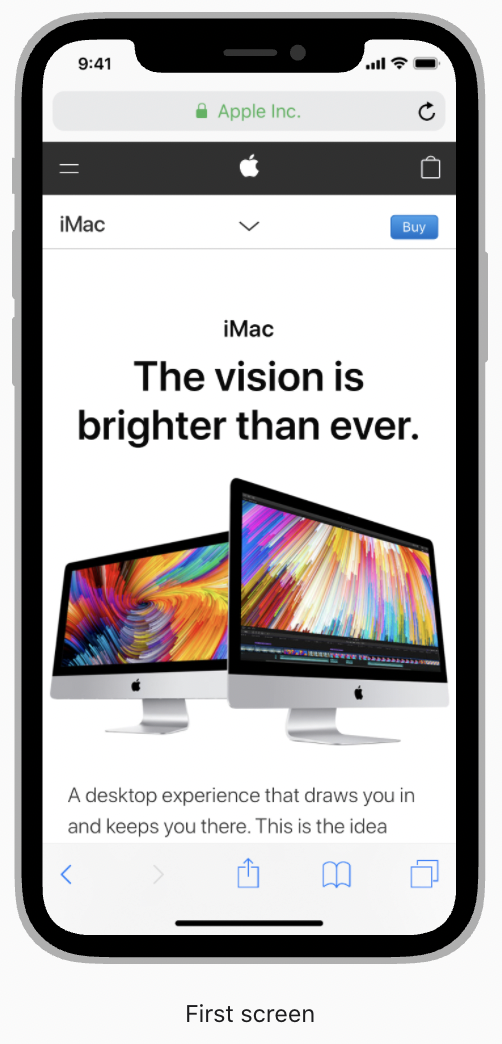 9:41
Apple Inc.
iMac
Buy
iMac
The vision is
brighter than ever.
A desktop experience that draws you in
and keeps you there. This is the idea
First screen